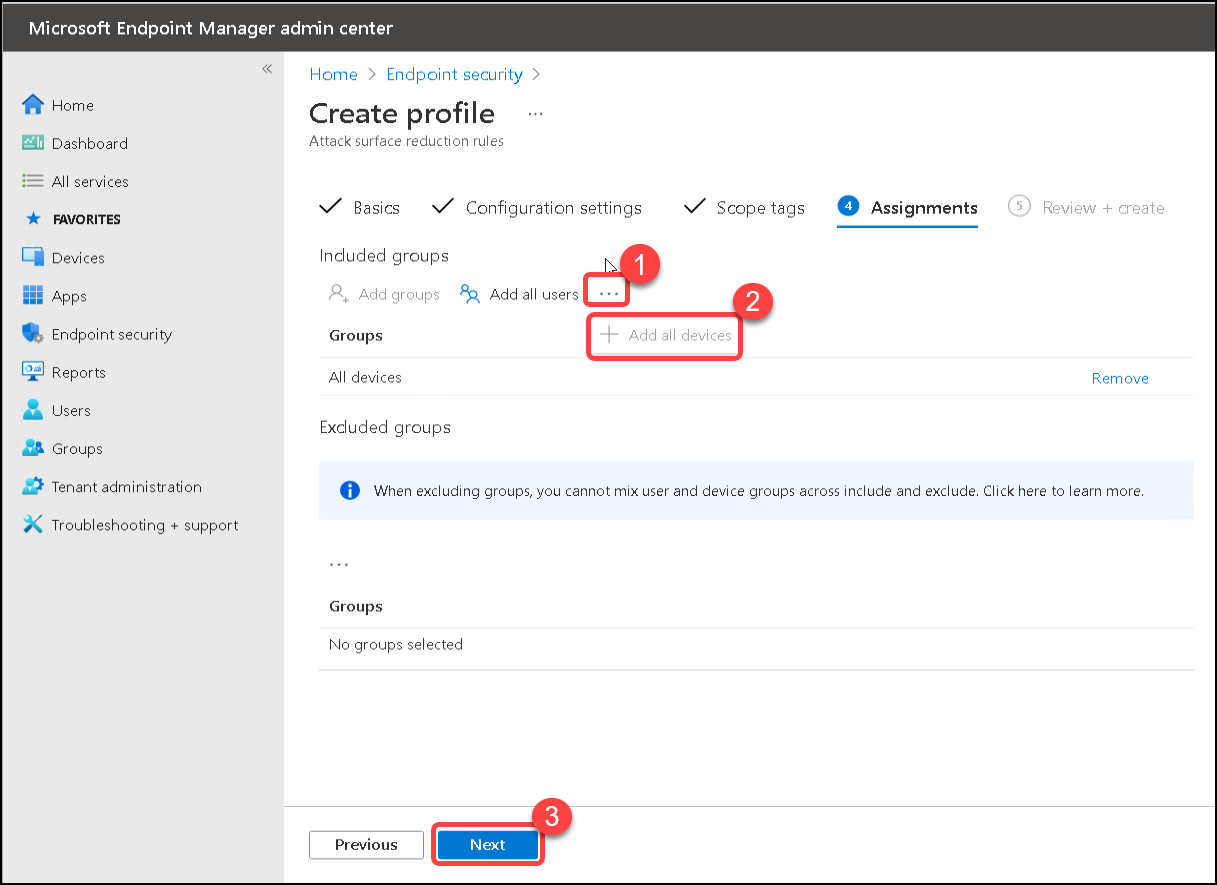 Microsoft Endpoint Manager admin center
«
Home
Dashboard
All services
FAVORITES
Devices
Apps
Endpoint security
Reports
Users
Groups
Tenant administration
Troubleshooting + support
Home > Endpoint security >
Create profile ...
Attack surface reduction rules
Basics Configuration settings Scope tags 4 Assignments 5 Review + create
Included groups
1
Add groups Add all users ...
2
Groups + Add all devices
All devices Remove
Excluded groups
When excluding groups, you cannot mix user and device groups across include and exclude. Click here to learn more.
...
Groups
No groups selected
3
Previous Next